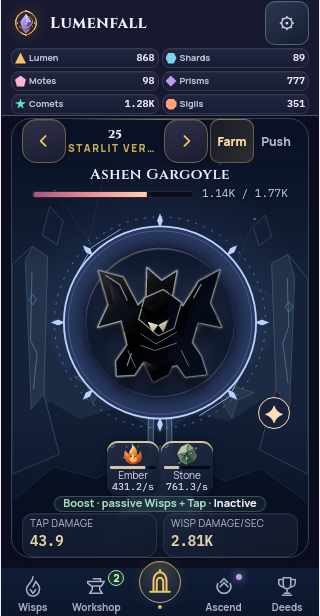 LUMENFALL
Lumen 868
Shards 89
Motes 98
Prisms 777
Comets 1.28K
Sigils 351
25
STARLIT VER...
Farm
Push
ASHEN GARGOYLE
1.14K / 1.77K
Ember
431.2/s
Stone
761.3/s
Boost · passive Wisps + Tap · Inactive
TAP DAMAGE
43.9
WISP DAMAGE/SEC
2.81K
Wisps
2
Workshop
Ascend
Deeds